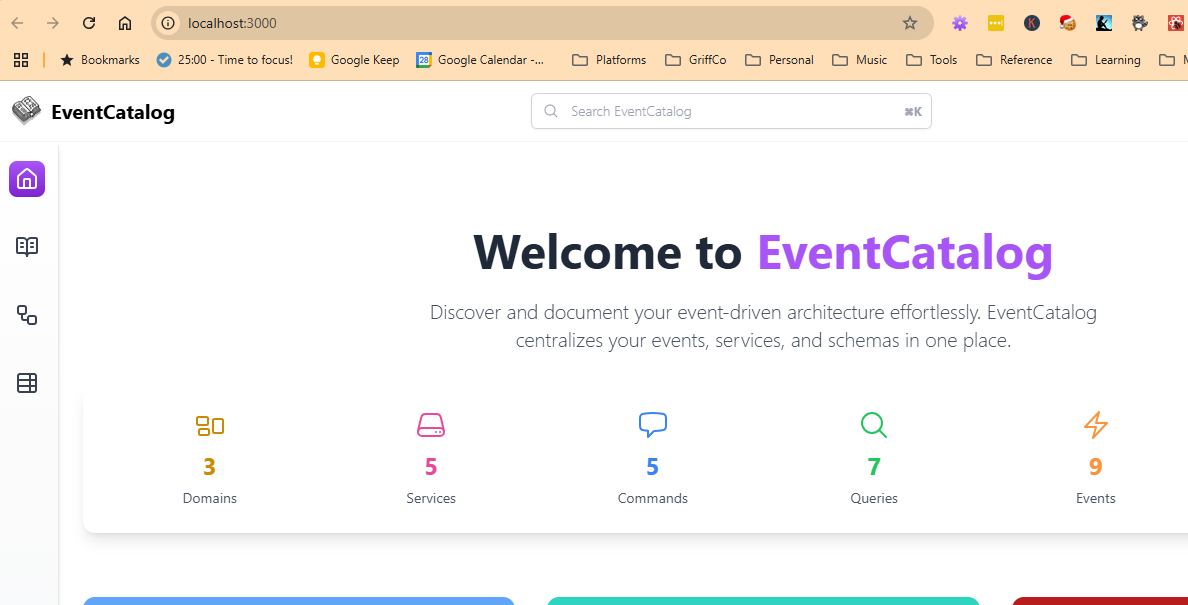 localhost:3000
Bookmarks 25:00 - Time to focus! Google Keep 28 Google Calendar -... Platforms GriffCo Personal Music Tools Reference Learning
EventCatalog
Search EventCatalog ⌘K
Welcome to EventCatalog
Discover and document your event-driven architecture effortlessly. EventCatalog
centralizes your events, services, and schemas in one place.
3 5 5 7 9
Domains Services Commands Queries Events